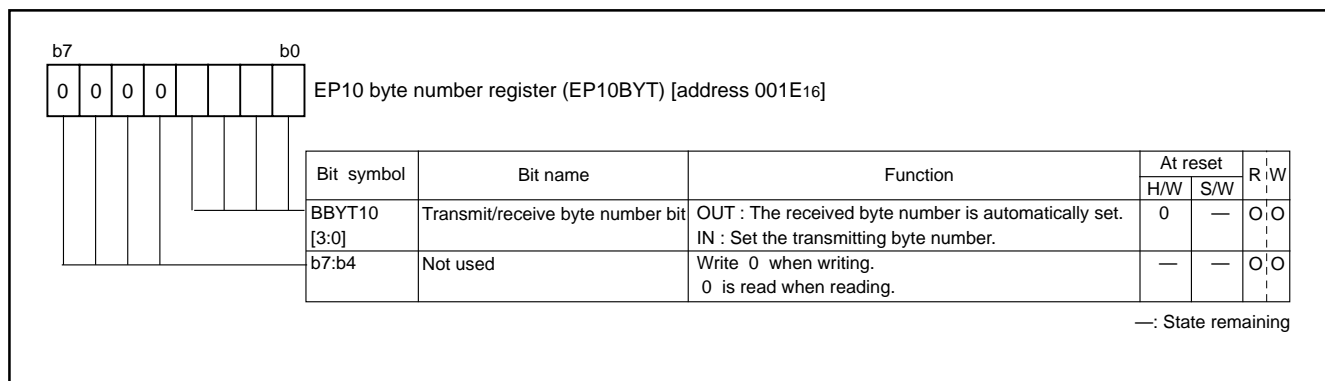 b7 b0
0 0 0 0
EP10 byte number register (EP10BYT) [address 001E16]
Bit symbol Bit name Function At reset R W
H/W S/W
BBYT10 Transmit/receive byte number bit OUT : The received byte number is automatically set. 0 — O O
[3:0] IN : Set the transmitting byte number.
b7:b4 Not used Write 0 when writing. — — O O
0 is read when reading.
—: State remaining